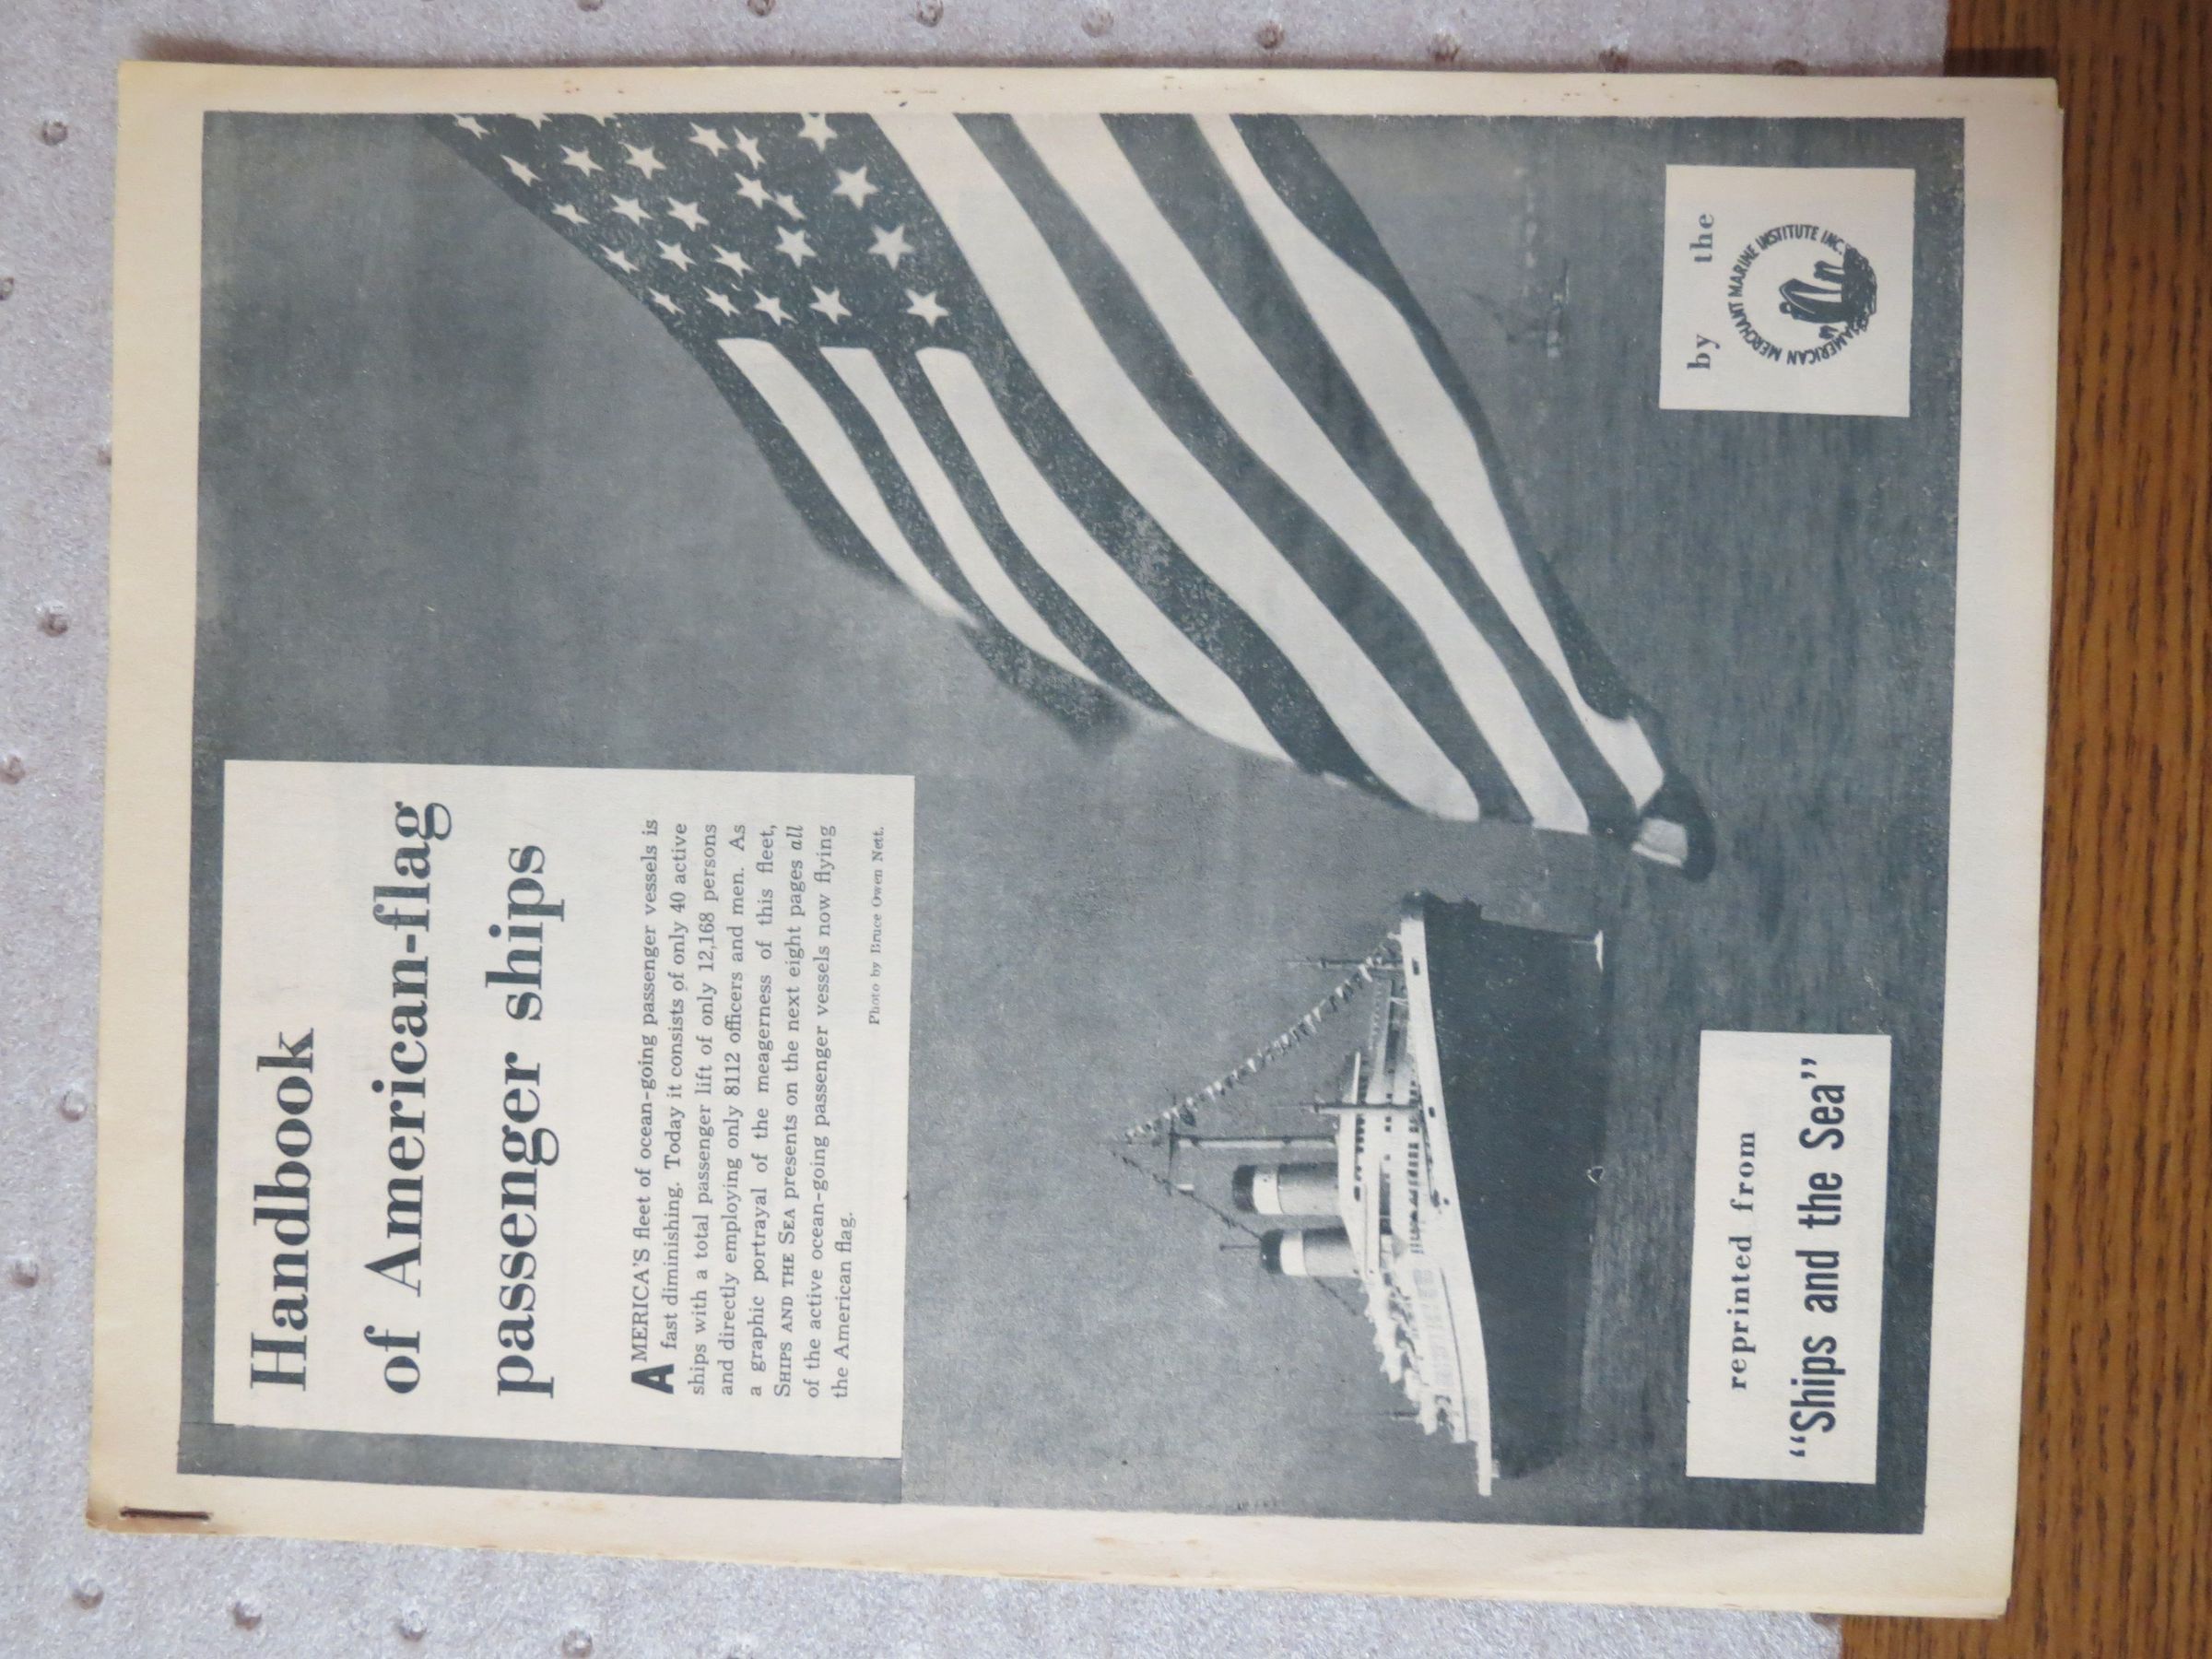 Handbook
of American-flag
passenger ships
AMERICA'S fleet of ocean-going passenger vessels is
fast diminishing. Today it consists of only 40 active
ships with a total passenger lift of only 12,168 persons
and directly employing only 8112 officers and men. As
a graphic portrayal of the meagerness of this fleet,
SHIPS AND THE SEA presents on the next eight pages all
of the active ocean-going passenger vessels now flying
the American flag.
Photo by Bruce Owen Nett.
reprinted from
"Ships and the Sea"
by the
AMERICAN MERCHANT MARINE INSTITUTE INC.